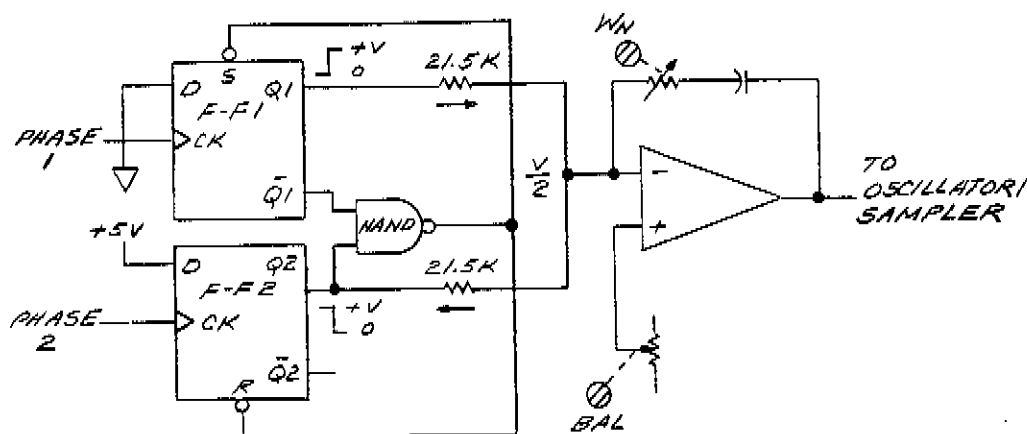 WN
+V
0
21.5K
S
D
Q1
F-F1
PHASE
1
CK
Q̄1
V/2
NAND
-
+
TO
OSCILLATOR/
SAMPLER
+5V
D
Q2
F-F2
21.5K
+V
0
PHASE
2
CK
Q̄2
R
BAL